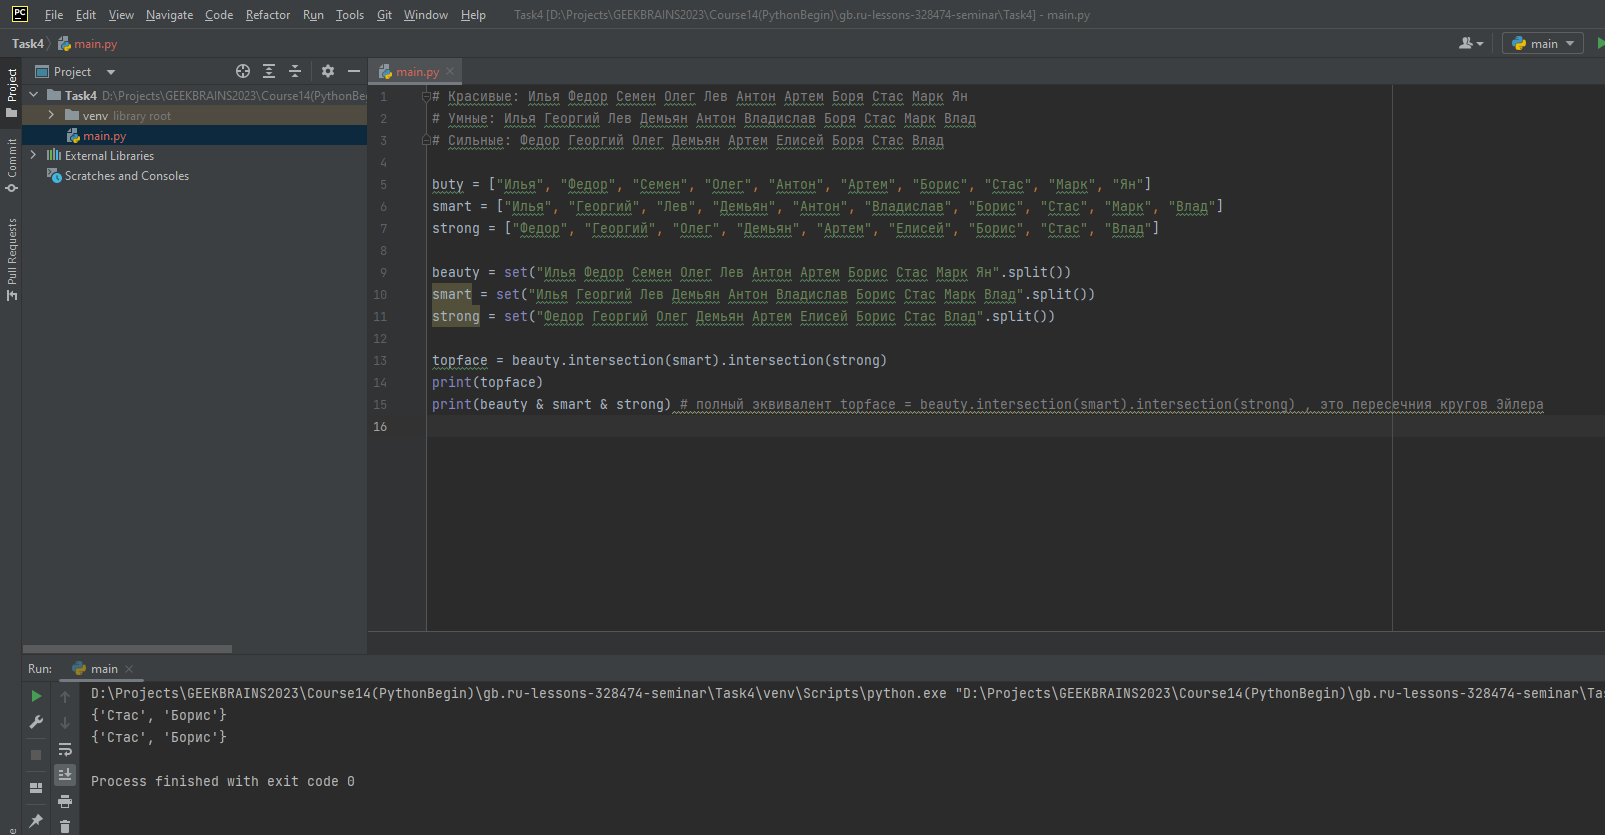 PC File Edit View Navigate Code Refactor Run Tools Git Window Help Task4 [D:\Projects\GEEKBRAINS2023\Course14(PythonBegin)\gb.ru-lessons-328474-seminar\Task4] - main.py
Task4 main.py main
Project main.py
Project
Commit
Pull Requests
Task4 D:\Projects\GEEKBRAINS2023\Course14(PythonBe
venv library root
main.py
External Libraries
Scratches and Consoles
1 # Красивые: Илья Федор Семен Олег Лев Антон Артем Боря Стас Марк Ян
2 # Умные: Илья Георгий Лев Демьян Антон Владислав Боря Стас Марк Влад
3 # Сильные: Федор Георгий Олег Демьян Артем Елисей Боря Стас Влад
4
5 buty = ["Илья", "Федор", "Семен", "Олег", "Антон", "Артем", "Борис", "Стас", "Марк", "Ян"]
6 smart = ["Илья", "Георгий", "Лев", "Демьян", "Антон", "Владислав", "Борис", "Стас", "Марк", "Влад"]
7 strong = ["Федор", "Георгий", "Олег", "Демьян", "Артем", "Елисей", "Борис", "Стас", "Влад"]
8
9 beauty = set("Илья Федор Семен Олег Лев Антон Артем Борис Стас Марк Ян".split())
10 smart = set("Илья Георгий Лев Демьян Антон Владислав Борис Стас Марк Влад".split())
11 strong = set("Федор Георгий Олег Демьян Артем Елисей Борис Стас Влад".split())
12
13 topface = beauty.intersection(smart).intersection(strong)
14 print(topface)
15 print(beauty & smart & strong) # полный эквивалент topface = beauty.intersection(smart).intersection(strong) , это пересечния кругов Эйлера
16
Run: main
D:\Projects\GEEKBRAINS2023\Course14(PythonBegin)\gb.ru-lessons-328474-seminar\Task4\venv\Scripts\python.exe "D:\Projects\GEEKBRAINS2023\Course14(PythonBegin)\gb.ru-lessons-328474-seminar\Ta
{'Стас', 'Борис'}
{'Стас', 'Борис'}
Process finished with exit code 0